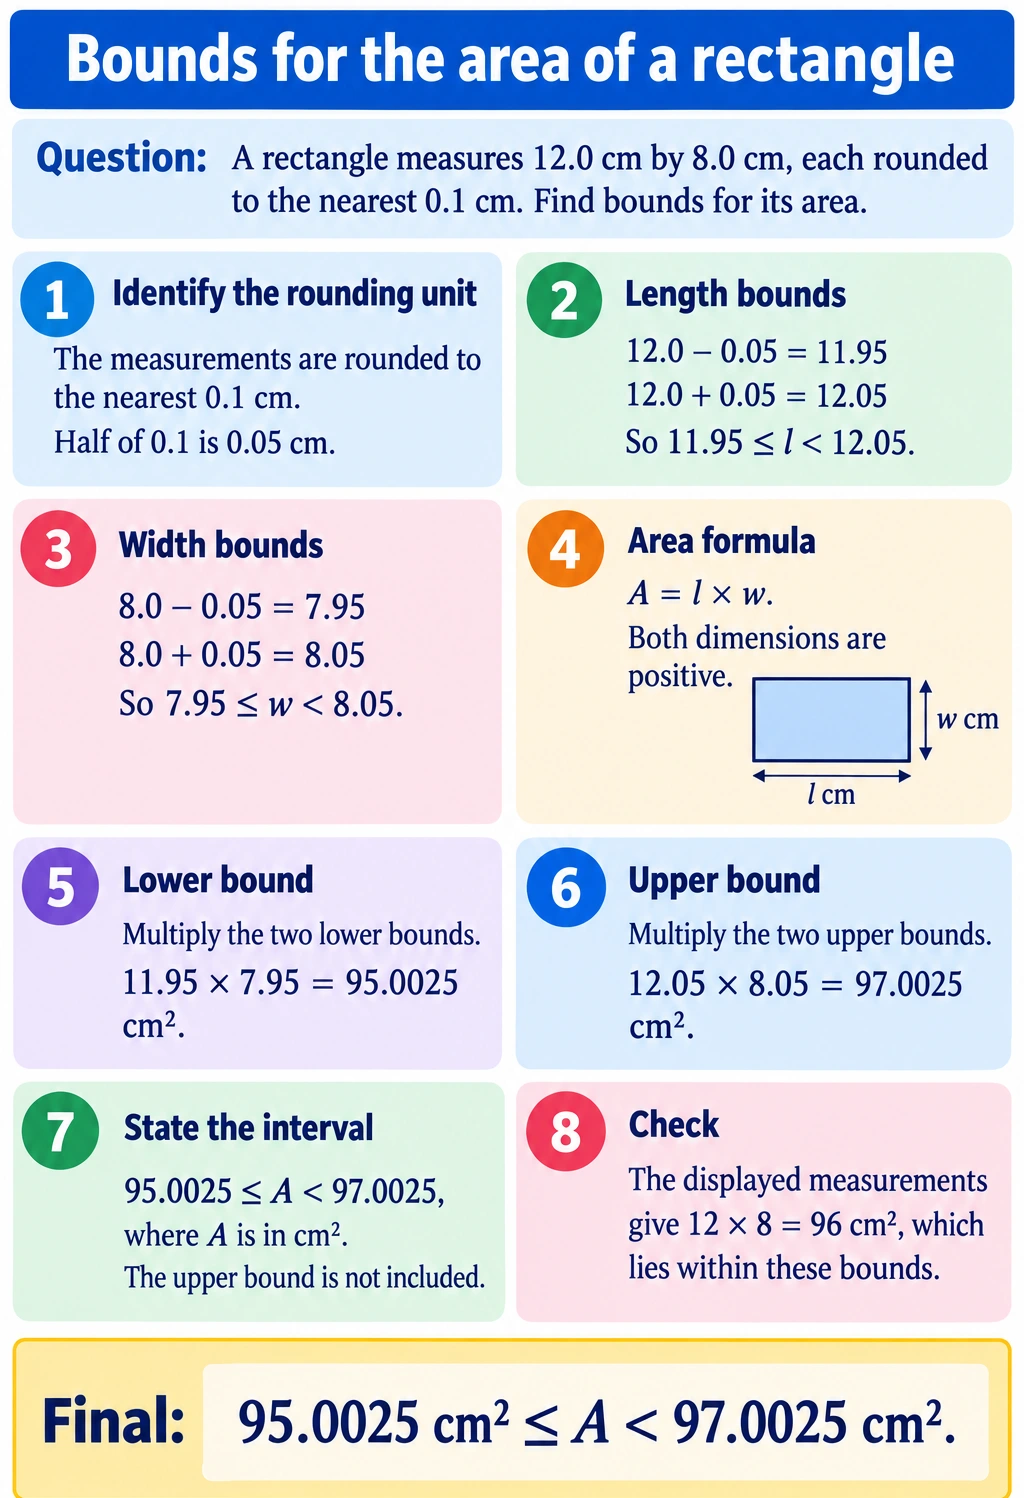 Bounds for the area of a rectangle
Question: A rectangle measures 12.0 cm by 8.0 cm, each rounded
to the nearest 0.1 cm. Find bounds for its area.
1 Identify the rounding unit
The measurements are rounded to
the nearest 0.1 cm.
Half of 0.1 is 0.05 cm.
2 Length bounds
12.0 − 0.05 = 11.95
12.0 + 0.05 = 12.05
So 11.95 ≤ l < 12.05.
3 Width bounds
8.0 − 0.05 = 7.95
8.0 + 0.05 = 8.05
So 7.95 ≤ w < 8.05.
4 Area formula
A = l × w.
Both dimensions are
positive.
w cm
l cm
5 Lower bound
Multiply the two lower bounds.
11.95 × 7.95 = 95.0025
cm².
6 Upper bound
Multiply the two upper bounds.
12.05 × 8.05 = 97.0025
cm².
7 State the interval
95.0025 ≤ A < 97.0025,
where A is in cm².
The upper bound is not included.
8 Check
The displayed measurements
give 12 × 8 = 96 cm², which
lies within these bounds.
Final: 95.0025 cm² ≤ A < 97.0025 cm².